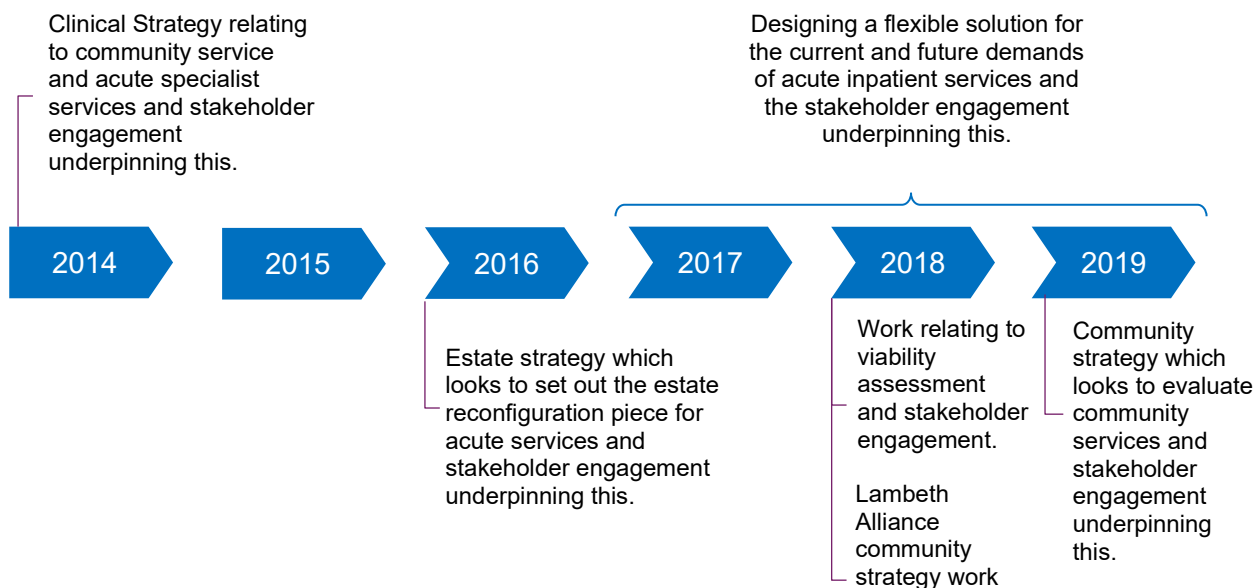 Clinical Strategy relating
to community service
and acute specialist
services and stakeholder
engagement
underpinning this.
Designing a flexible solution for
the current and future demands
of acute inpatient services and
the stakeholder engagement
underpinning this.
2014
2015
2016
2017
2018
2019
Estate strategy which
looks to set out the estate
reconfiguration piece for
acute services and
stakeholder engagement
underpinning this.
Work relating to
viability
assessment
and stakeholder
engagement.
Lambeth
Alliance
community
strategy work
Community
strategy which
looks to evaluate
community
services and
stakeholder
engagement
underpinning
this.